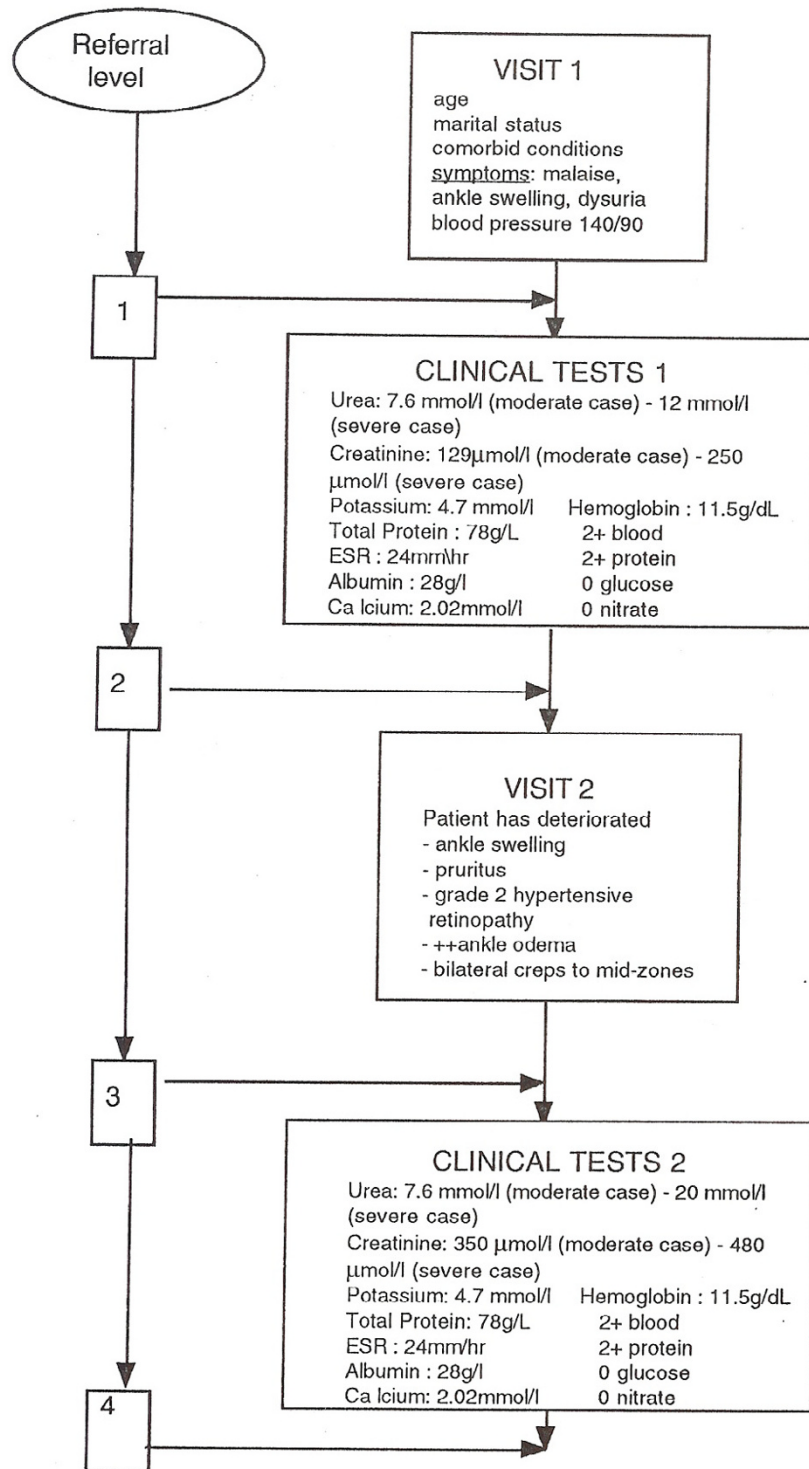 Referral
level
VISIT 1
age
marital status
comorbid conditions
symptoms: malaise,
ankle swelling, dysuria
blood pressure 140/90
1
CLINICAL TESTS 1
Urea: 7.6 mmol/l (moderate case) - 12 mmol/l
(severe case)
Creatinine: 129µmol/l (moderate case) - 250
µmol/l (severe case)
Potassium: 4.7 mmol/l Hemoglobin : 11.5g/dL
Total Protein : 78g/L 2+ blood
ESR : 24mm\hr 2+ protein
Albumin : 28g/l 0 glucose
Ca lcium: 2.02mmol/l 0 nitrate
2
VISIT 2
Patient has deteriorated
- ankle swelling
- pruritus
- grade 2 hypertensive
retinopathy
- ++ankle odema
- bilateral creps to mid-zones
3
CLINICAL TESTS 2
Urea: 7.6 mmol/l (moderate case) - 20 mmol/l
(severe case)
Creatinine: 350 µmol/l (moderate case) - 480
µmol/l (severe case)
Potassium: 4.7 mmol/l Hemoglobin : 11.5g/dL
Total Protein: 78g/L 2+ blood
ESR : 24mm/hr 2+ protein
Albumin : 28g/l 0 glucose
Ca lcium: 2.02mmol/l 0 nitrate
4